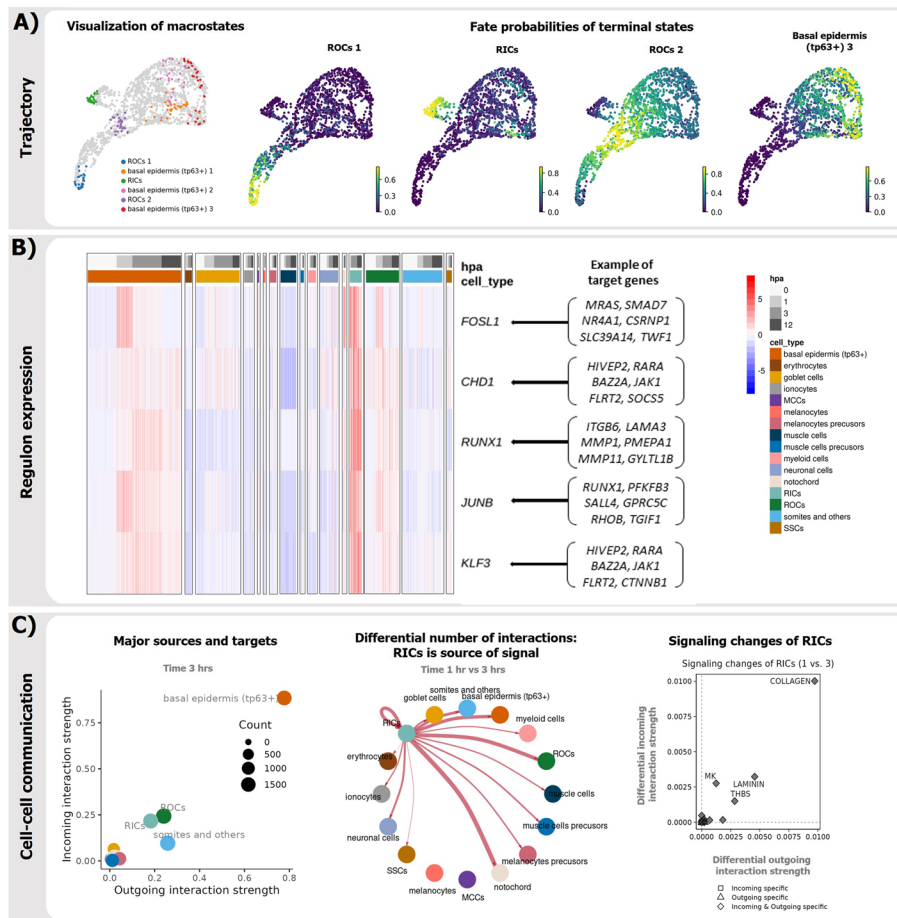 A)
Trajectory
Visualization of macrostates
Fate probabilities of terminal states
ROCs 1
RICs
ROCs 2
Basal epidermis
(tp63+) 3
ROCs 1
basal epidermis (tp63+) 1
RICs
basal epidermis (tp63+) 2
ROCs 2
basal epidermis (tp63+) 3
0.6
0.3
0.0
0.8
0.4
0.0
0.8
0.4
0.0
0.6
0.3
0.0
B)
Regulon expression
hpa
cell_type
Example of
target genes
FOSL1
MRAS, SMAD7
NR4A1, CSRNP1
SLC39A14, TWF1
CHD1
HIVEP2, RARA
BAZ2A, JAK1
FLRT2, SOCS5
RUNX1
ITGB6, LAMA3
MMP1, PMEPA1
MMP11, GYLTL1B
JUNB
RUNX1, PFKFB3
SALL4, GPRC5C
RHOB, TGIF1
KLF3
HIVEP2, RARA
BAZ2A, JAK1
FLRT2, CTNNB1
5
0
-5
hpa
0
1
3
12
cell_type
basal epidermis (tp63+)
erythrocytes
goblet cells
ionocytes
MCCs
melanocytes
melanocytes precusors
muscle cells
muscle cells precusors
myeloid cells
neuronal cells
notochord
RICs
ROCs
somites and others
SSCs
C)
Cell-cell communication
Major sources and targets
Time 3 hrs
Incoming interaction strength
0.75
0.50
0.25
0.00
basal epidermis (tp63+)
Count
0
500
1000
1500
ROCs
RICs
somites and others
0.0
0.2
0.4
0.6
0.8
Outgoing interaction strength
Differential number of interactions:
RICs is source of signal
Time 1 hr vs 3 hrs
somites and others
goblet cells
basal epidermis (tp63+)
RICs
myeloid cells
erythrocytes
ROCs
ionocytes
muscle cells
neuronal cells
muscle cells precusors
SSCs
melanocytes precursors
melanocytes
MCCs
notochord
Signaling changes of RICs
Signaling changes of RICs (1 vs. 3)
Differential incoming
interaction strength
0.0100
0.0075
0.0050
0.0025
0.0000
COLLAGEN
MK
LAMININ
THBS
0.0000
0.0025
0.0050
0.0075
0.0100
Differential outgoing
interaction strength
Incoming specific
Outgoing specific
Incoming & Outgoing specific